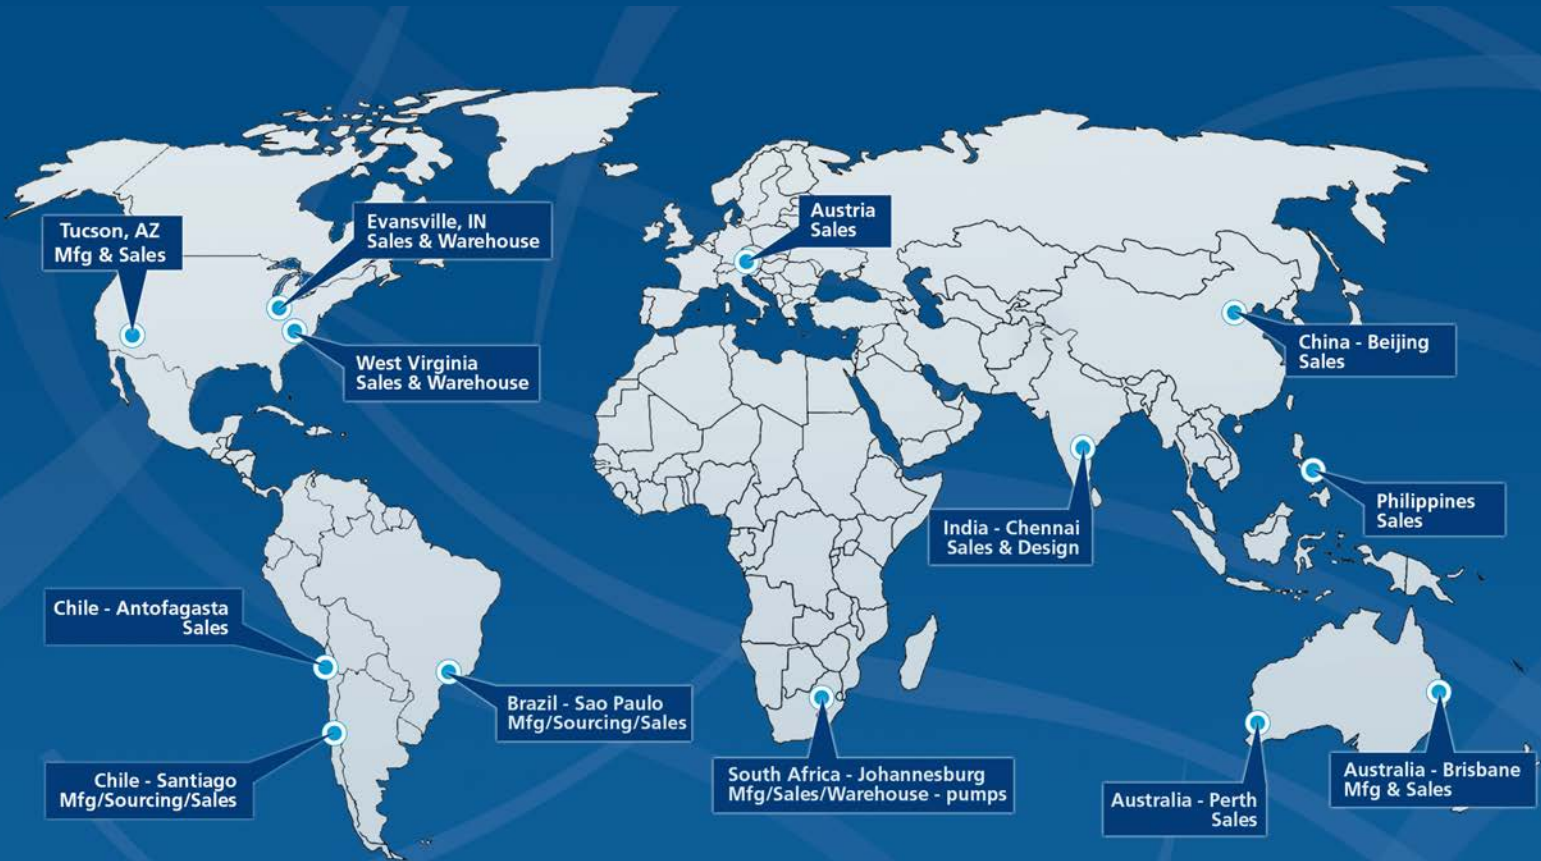 Tucson, AZ
Mfg & Sales
Evansville, IN
Sales & Warehouse
West Virginia
Sales & Warehouse
Austria
Sales
China - Beijing
Sales
India - Chennai
Sales & Design
Philippines
Sales
Chile - Antofagasta
Sales
Brazil - Sao Paulo
Mfg/Sourcing/Sales
Chile - Santiago
Mfg/Sourcing/Sales
South Africa - Johannesburg
Mfg/Sales/Warehouse - pumps
Australia - Perth
Sales
Australia - Brisbane
Mfg & Sales